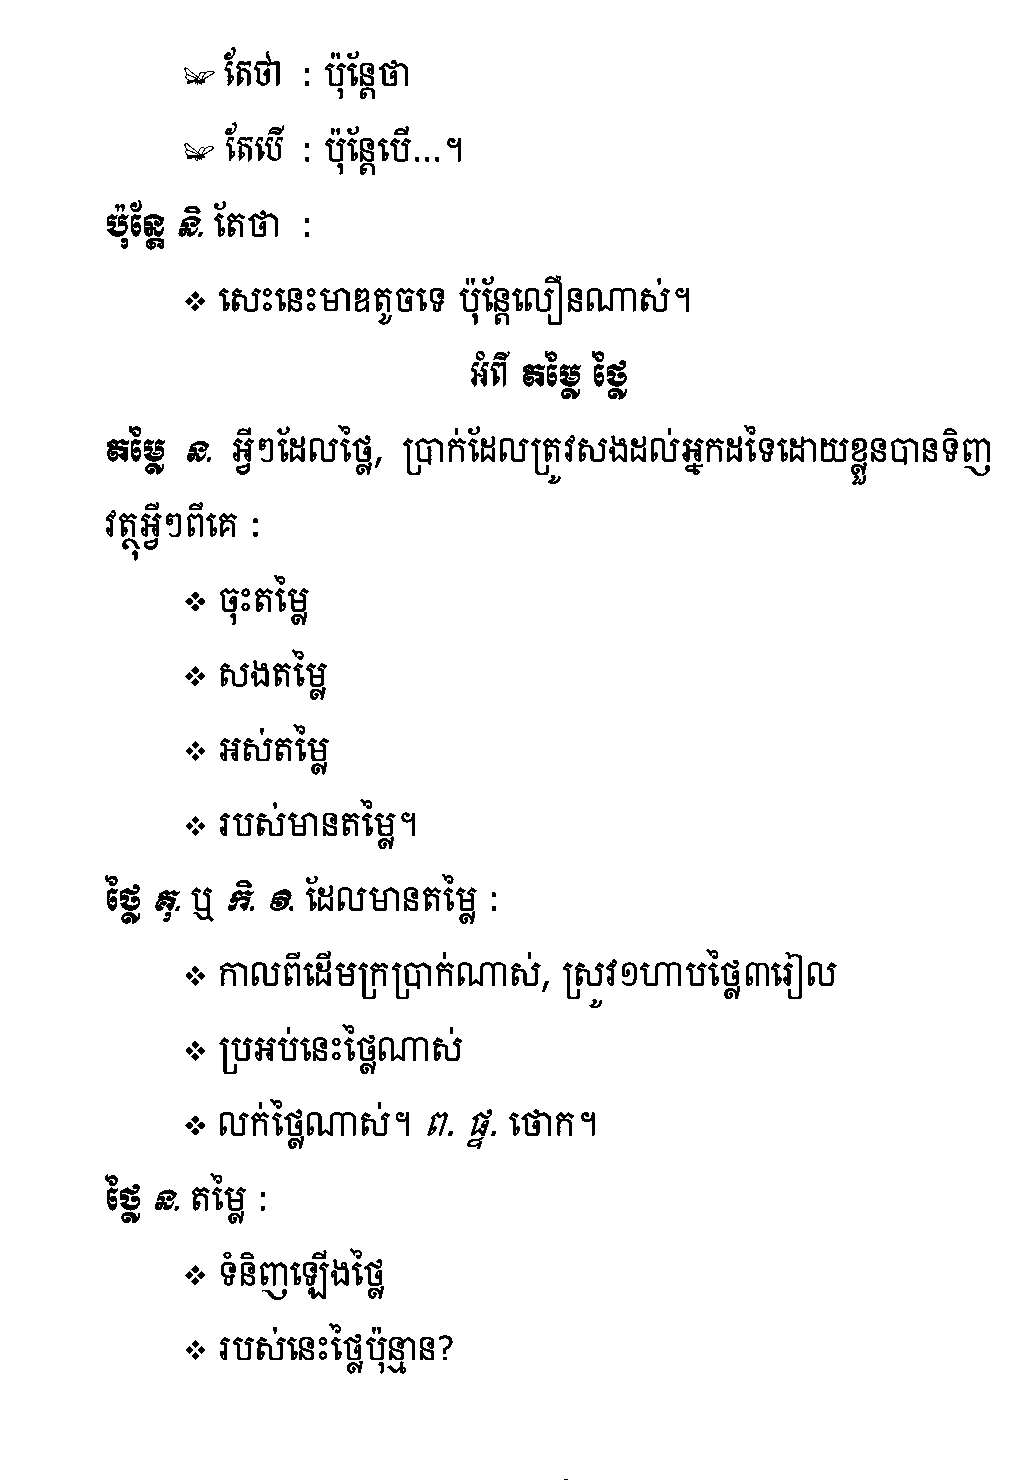 តែថា : ប៉ុន្តែថា
តែបើ : ប៉ុន្តែបើ...។
ប៉ុន្តែ និ. តែថា :
❖ សេះនេះមាឌតូចទេ ប៉ុន្តែលឿនណាស់។
អំពី តម្លៃ ថ្លៃ
តម្លៃ ន. អ្វីៗដែលថ្លៃ, ប្រាក់ដែលត្រូវសងដល់អ្នកដទៃដោយខ្លួនបានទិញ
វត្ថុអ្វីៗពីគេ :
❖ ចុះតម្លៃ
❖ សងតម្លៃ
❖ អស់តម្លៃ
❖ របស់មានតម្លៃ។
ថ្លៃ គុ. ឬ កិ. វិ. ដែលមានតម្លៃ :
❖ កាលពីដើមក្រប្រាក់ណាស់, ស្រូវ១ហាបថ្លៃ៣រៀល
❖ ប្រអប់នេះថ្លៃណាស់
❖ លក់ថ្លៃណាស់។ ព. ផ្ទ. ថោក។
ថ្លៃ ន. តម្លៃ :
❖ ទំនិញឡើងថ្លៃ
❖ របស់នេះថ្លៃប៉ុន្មាន?